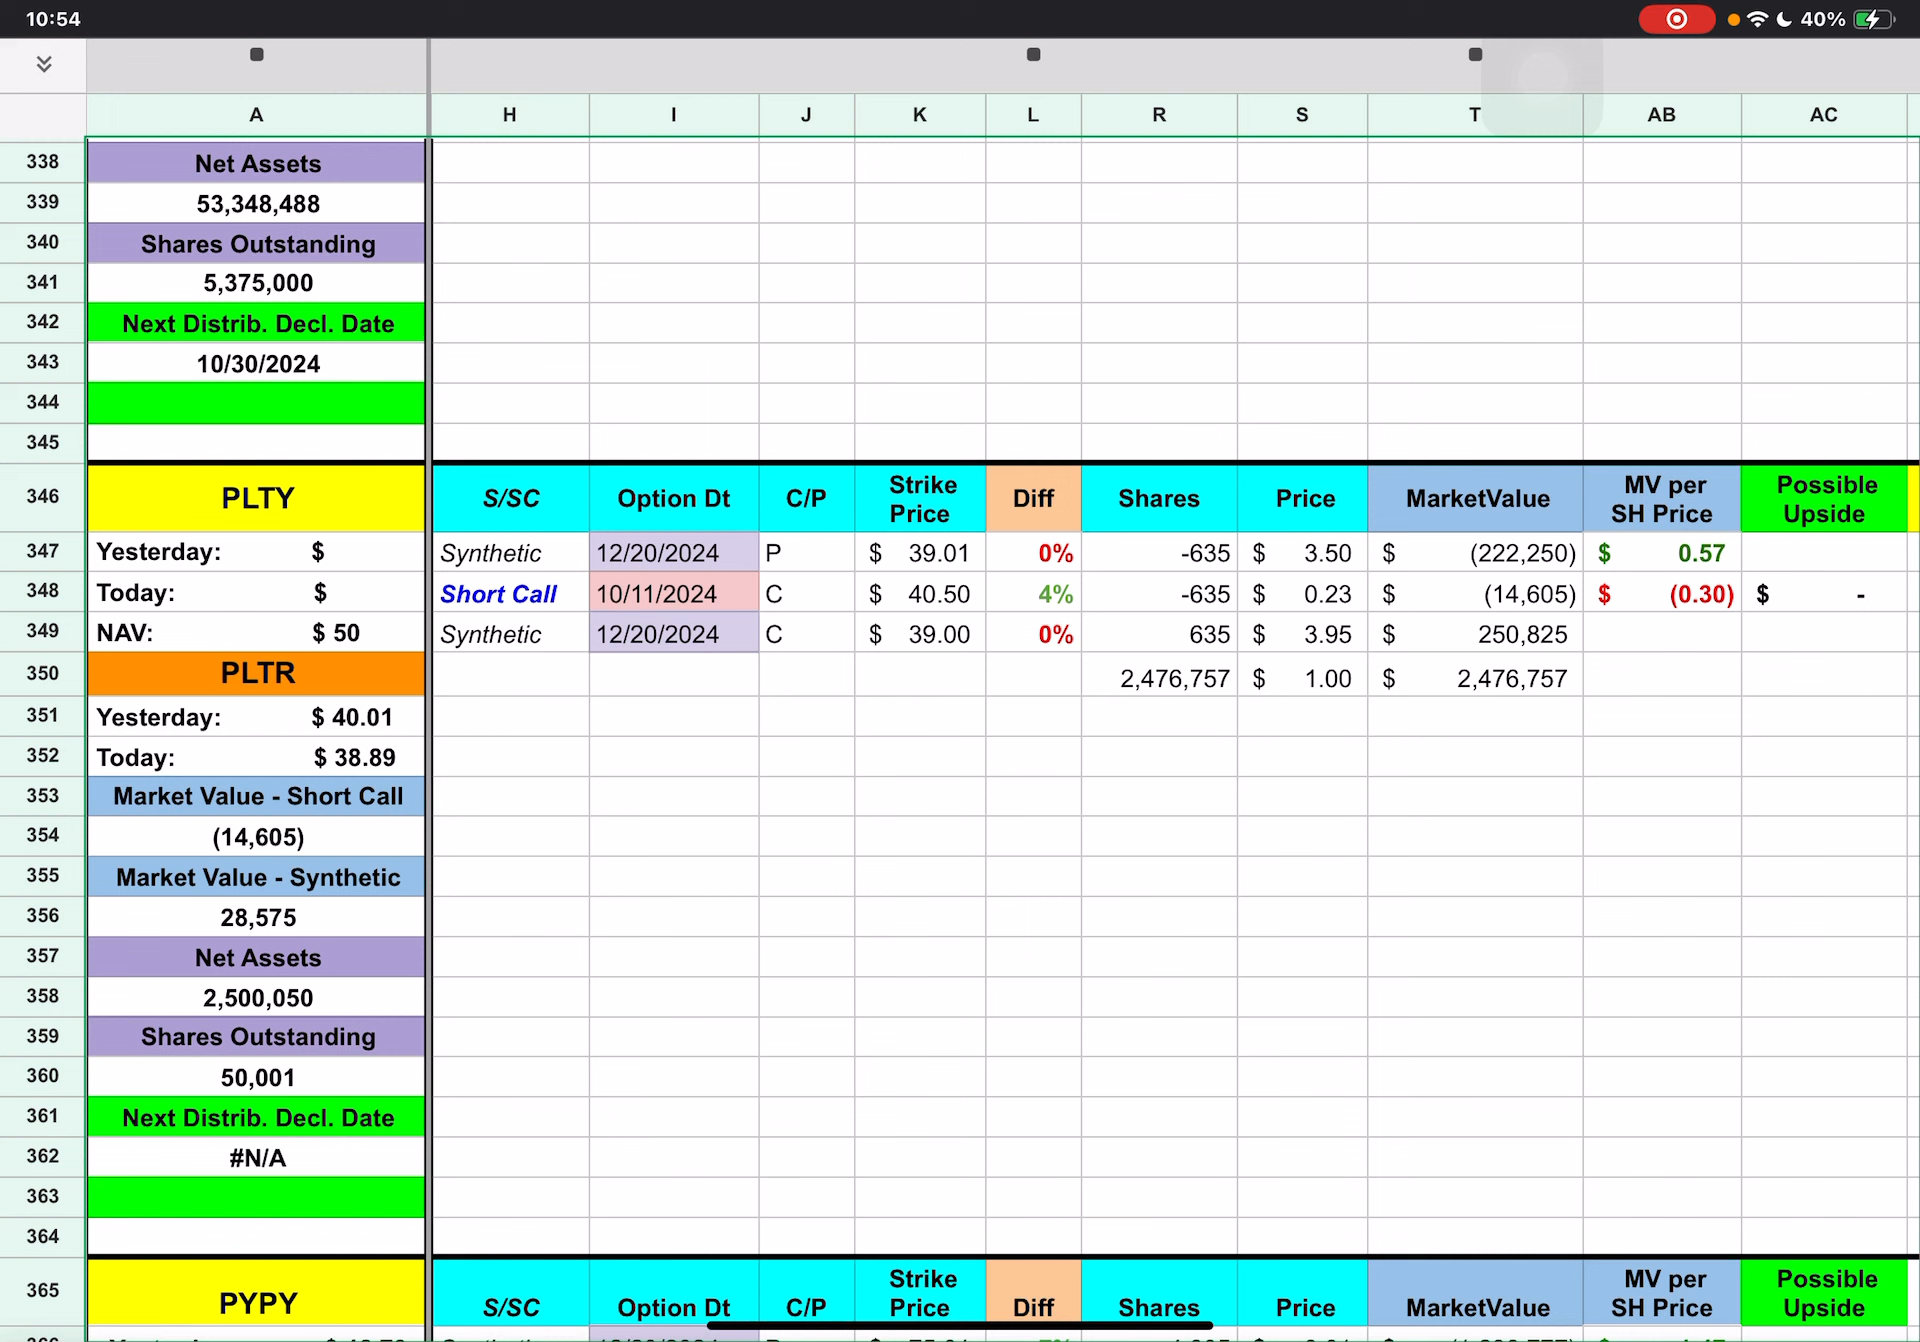 10:54
40%
A H I J K L R S T AB AC
338 Net Assets
339 53,348,488
340 Shares Outstanding
341 5,375,000
342 Next Distrib. Decl. Date
343 10/30/2024
344
345
346 PLTY S/SC Option Dt C/P Strike Price Diff Shares Price MarketValue MV per SH Price Possible Upside
347 Yesterday: $ Synthetic 12/20/2024 P $ 39.01 0% -635 $ 3.50 $ (222,250) $ 0.57
348 Today: $ Short Call 10/11/2024 C $ 40.50 4% -635 $ 0.23 $ (14,605) $ (0.30) $ -
349 NAV: $ 50 Synthetic 12/20/2024 C $ 39.00 0% 635 $ 3.95 $ 250,825
350 PLTR 2,476,757 $ 1.00 $ 2,476,757
351 Yesterday: $ 40.01
352 Today: $ 38.89
353 Market Value - Short Call
354 (14,605)
355 Market Value - Synthetic
356 28,575
357 Net Assets
358 2,500,050
359 Shares Outstanding
360 50,001
361 Next Distrib. Decl. Date
362 #N/A
363
364
365 PYPY S/SC Option Dt C/P Strike Price Diff Shares Price MarketValue MV per SH Price Possible Upside